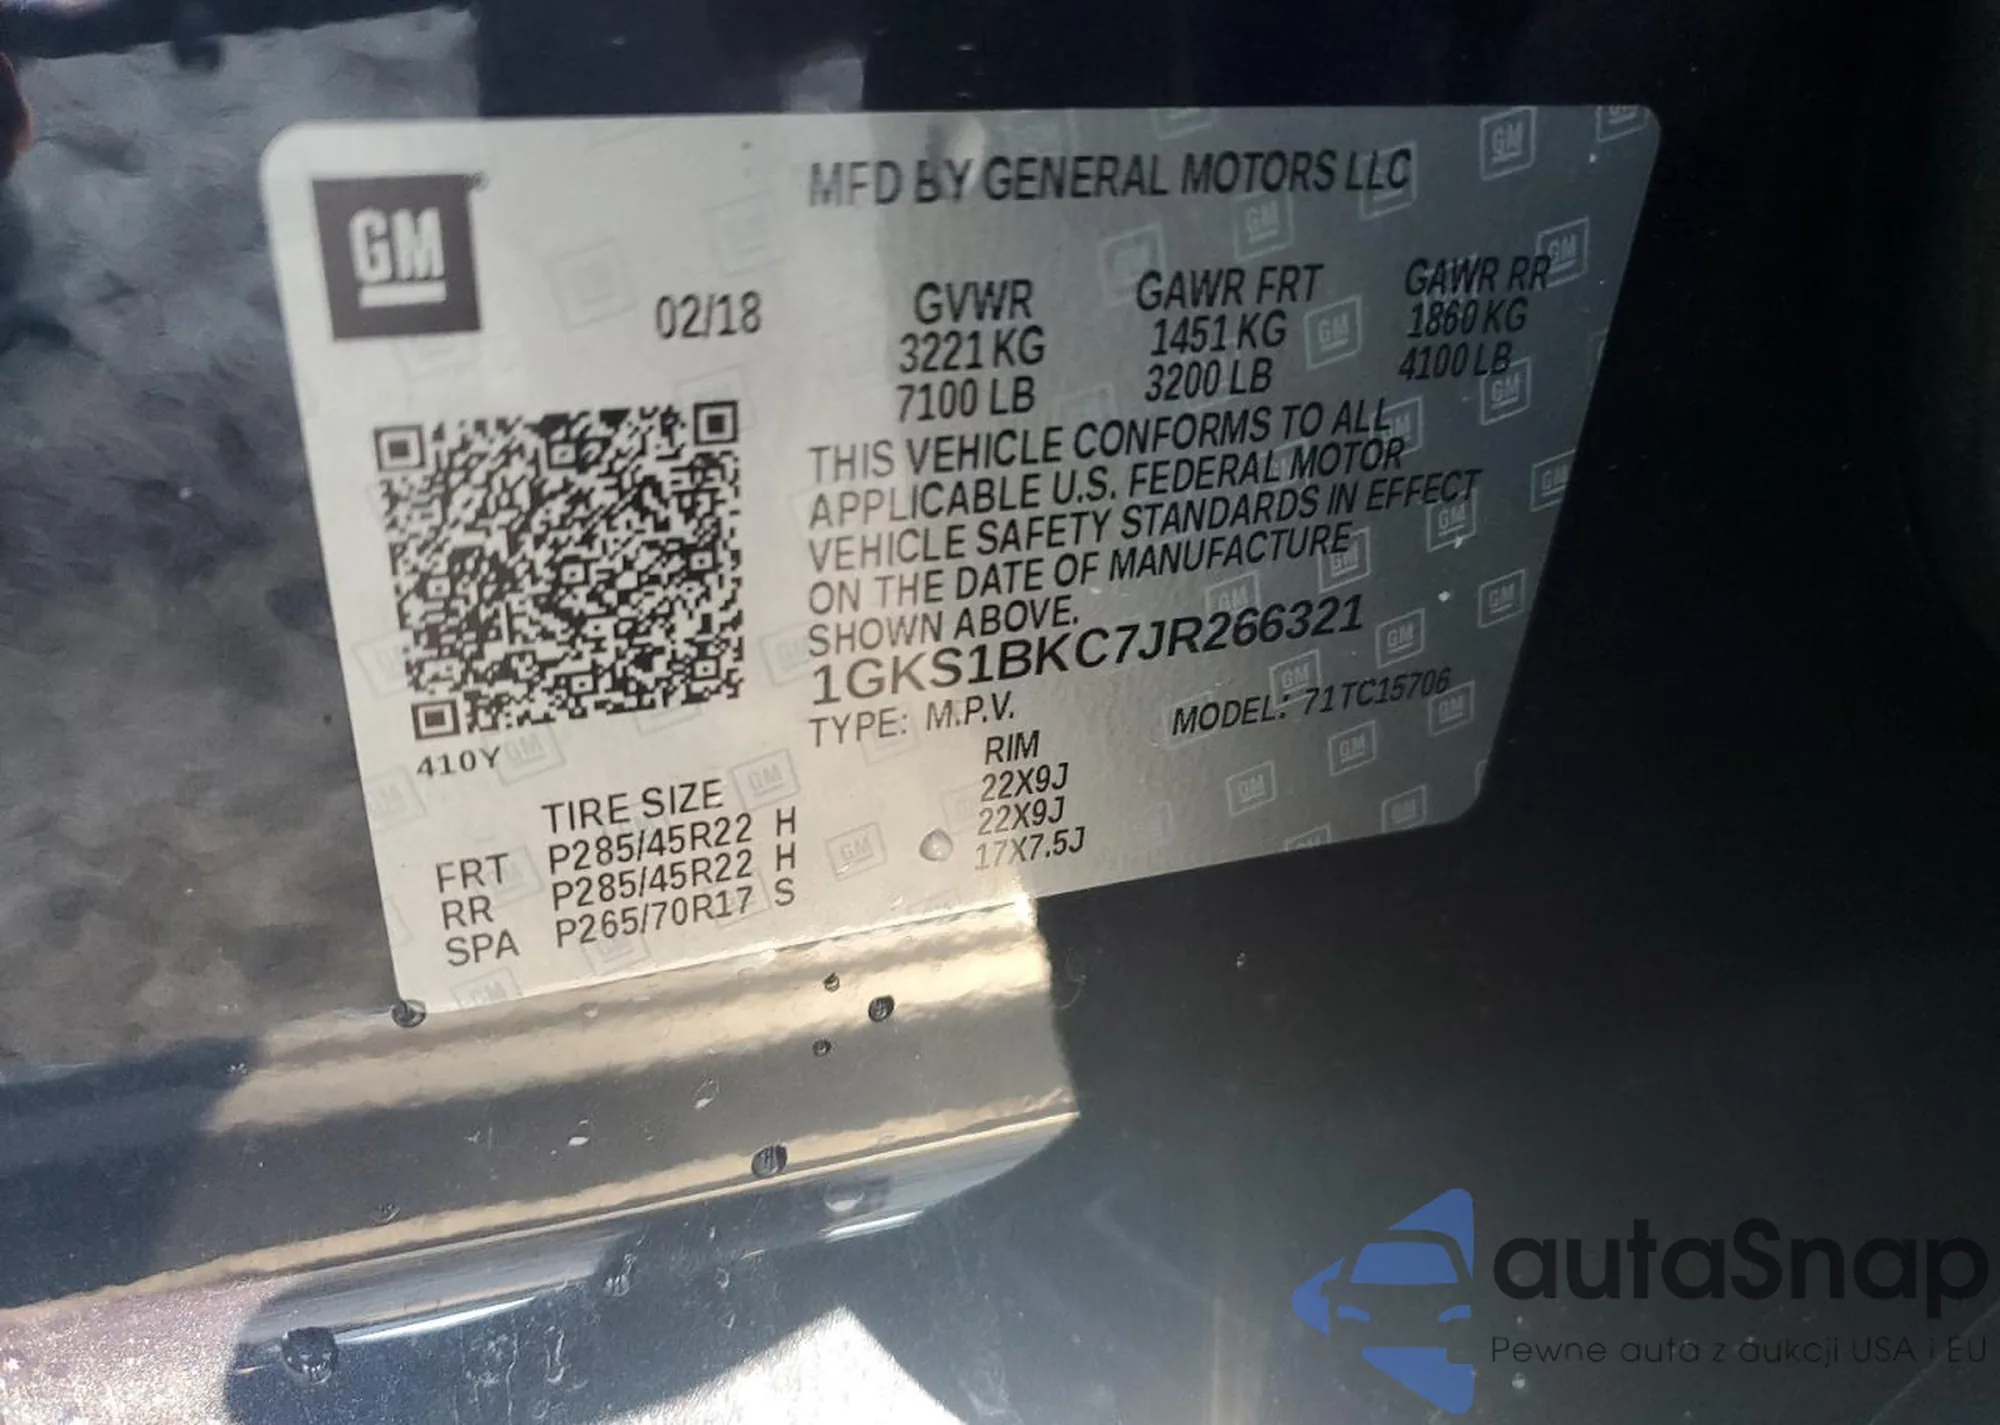 GM
MFD BY GENERAL MOTORS LLC
02/18
GVWR GAWR FRT GAWR RR
3221 KG 1451 KG 1860 KG
7100 LB 3200 LB 4100 LB
THIS VEHICLE CONFORMS TO ALL
APPLICABLE U.S. FEDERAL MOTOR
VEHICLE SAFETY STANDARDS IN EFFECT
ON THE DATE OF MANUFACTURE
SHOWN ABOVE.
1GKS1BKC7JR266321
TYPE: M.P.V. MODEL: 71TC15706
410Y
TIRE SIZE RIM
FRT P285/45R22 H 22X9J
RR P285/45R22 H 22X9J
SPA P265/70R17 S 17X7.5J
autaSnap
Pewne auta z aukcji USA i EU